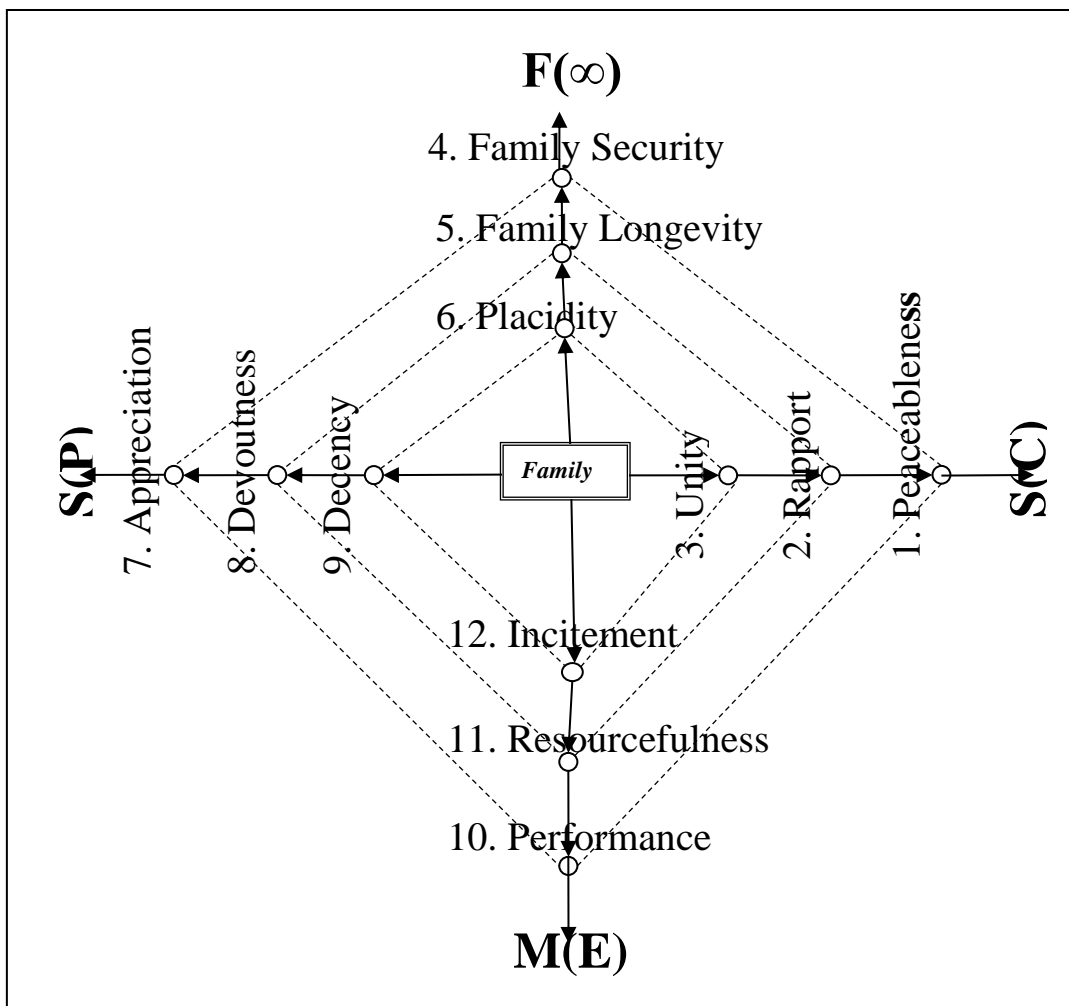 F(∞)
4. Family Security
5. Family Longevity
6. Placidity
S(P)
7. Appreciation
8. Devoutness
9. Decency
Family
3. Unity
2. Rapport
1. Peaceableness
S(C)
12. Incitement
11. Resourcefulness
10. Performance
M(E)